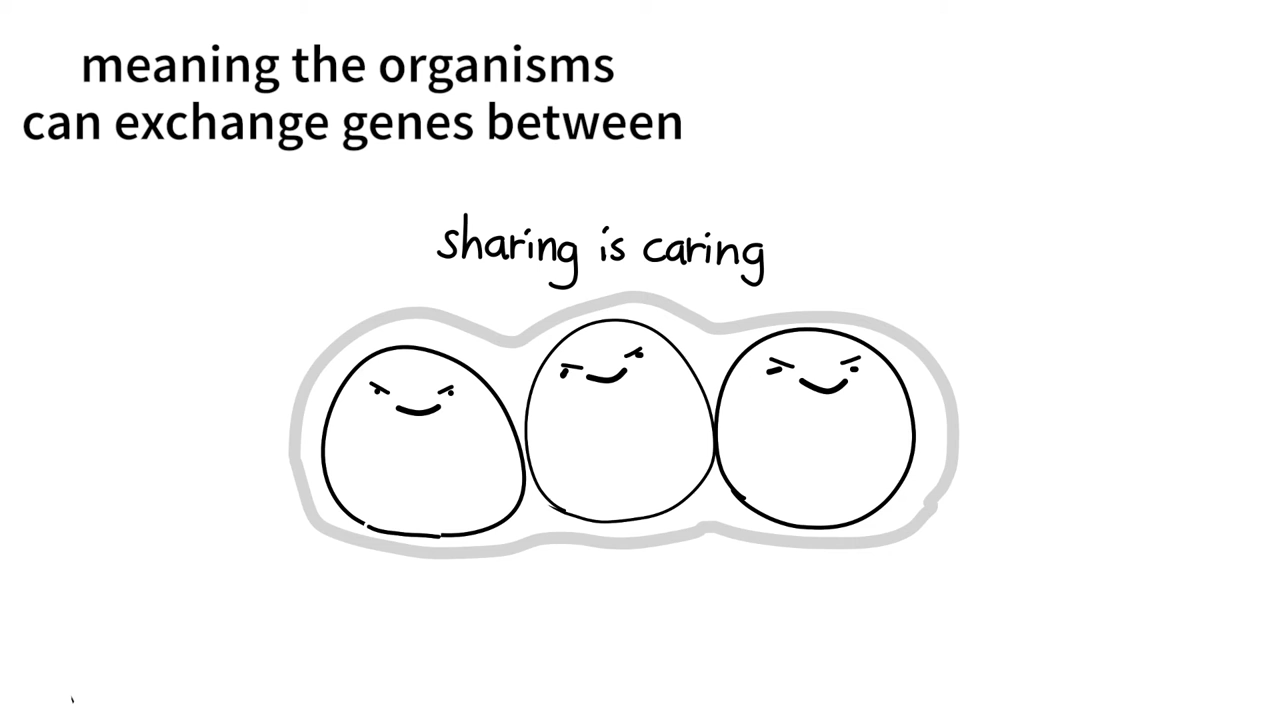 meaning the organisms
can exchange genes between
sharing is caring